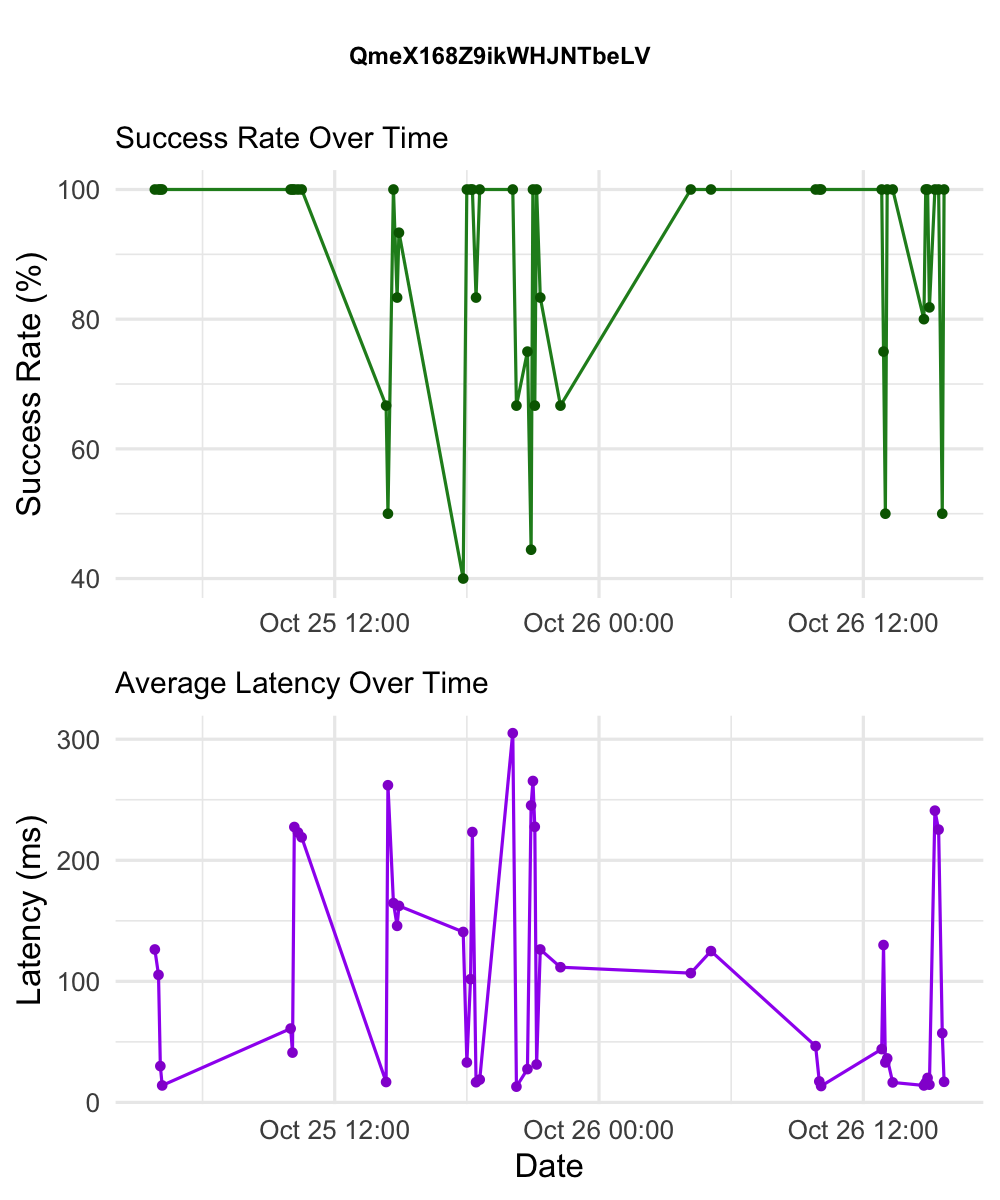 QmeX168Z9ikWHJNTbeLV
Success Rate Over Time
100
80
60
40
Success Rate (%)
Oct 25 12:00 Oct 26 00:00 Oct 26 12:00
Average Latency Over Time
300
200
100
0
Latency (ms)
Oct 25 12:00 Oct 26 00:00 Oct 26 12:00
Date